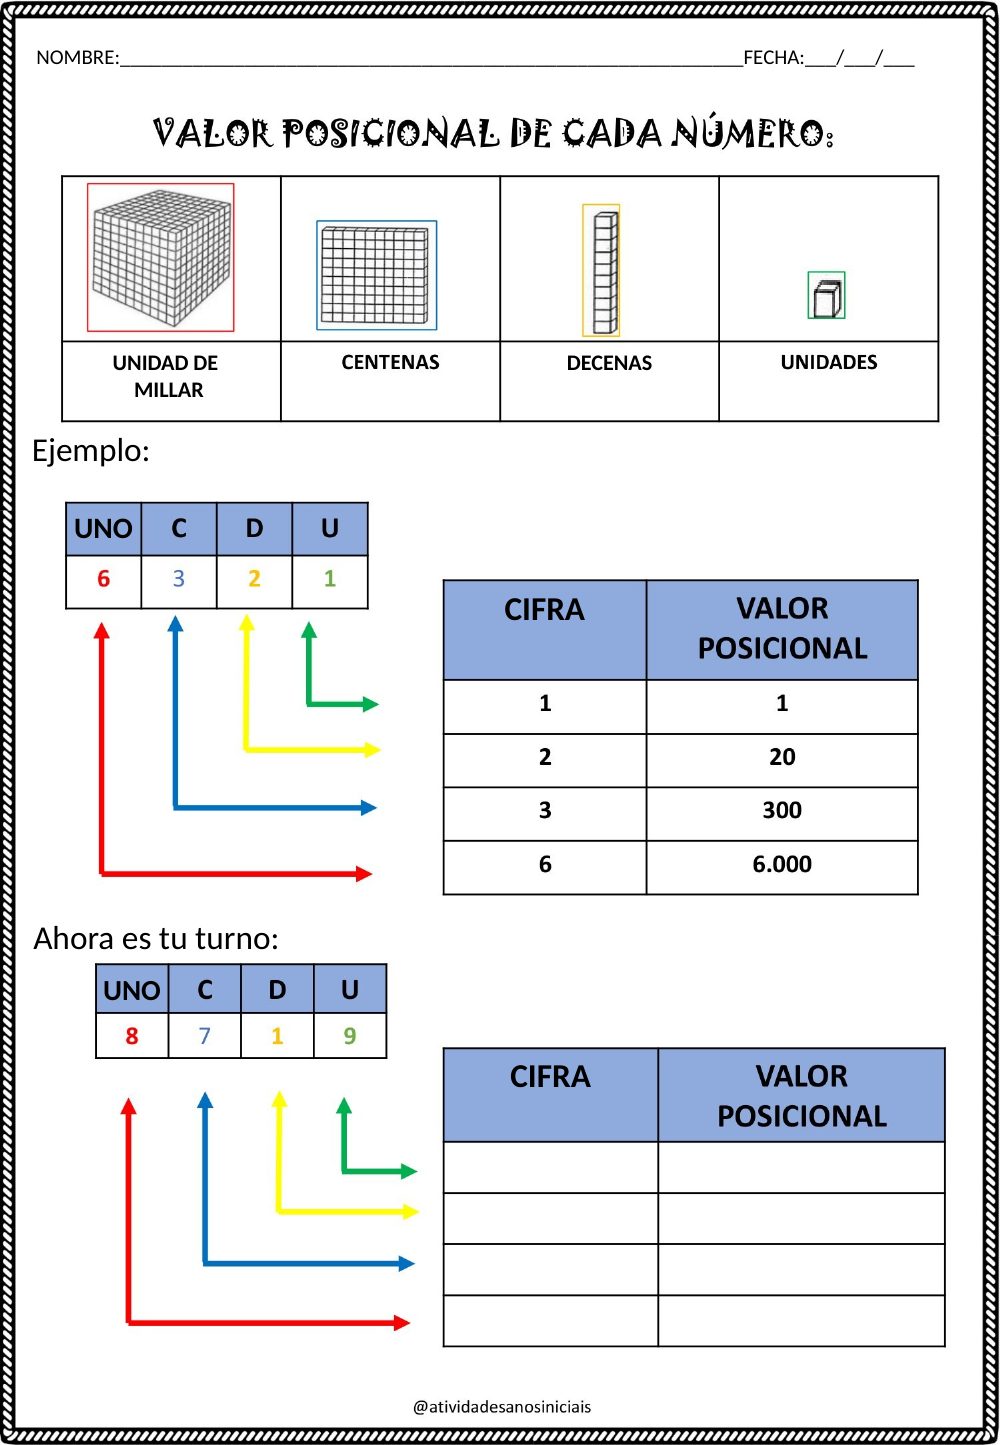 NOMBRE:____________________________________________________________FECHA:___/___/___
VALOR POSICIONAL DE CADA NÚMERO:
UNIDAD DE CENTENAS DECENAS UNIDADES
MILLAR
Ejemplo:
UNO C D U
6 3 2 1
CIFRA VALOR
POSICIONAL
1 1
2 20
3 300
6 6.000
Ahora es tu turno:
UNO C D U
8 7 1 9
CIFRA VALOR
POSICIONAL
@atividadesanosiniciais